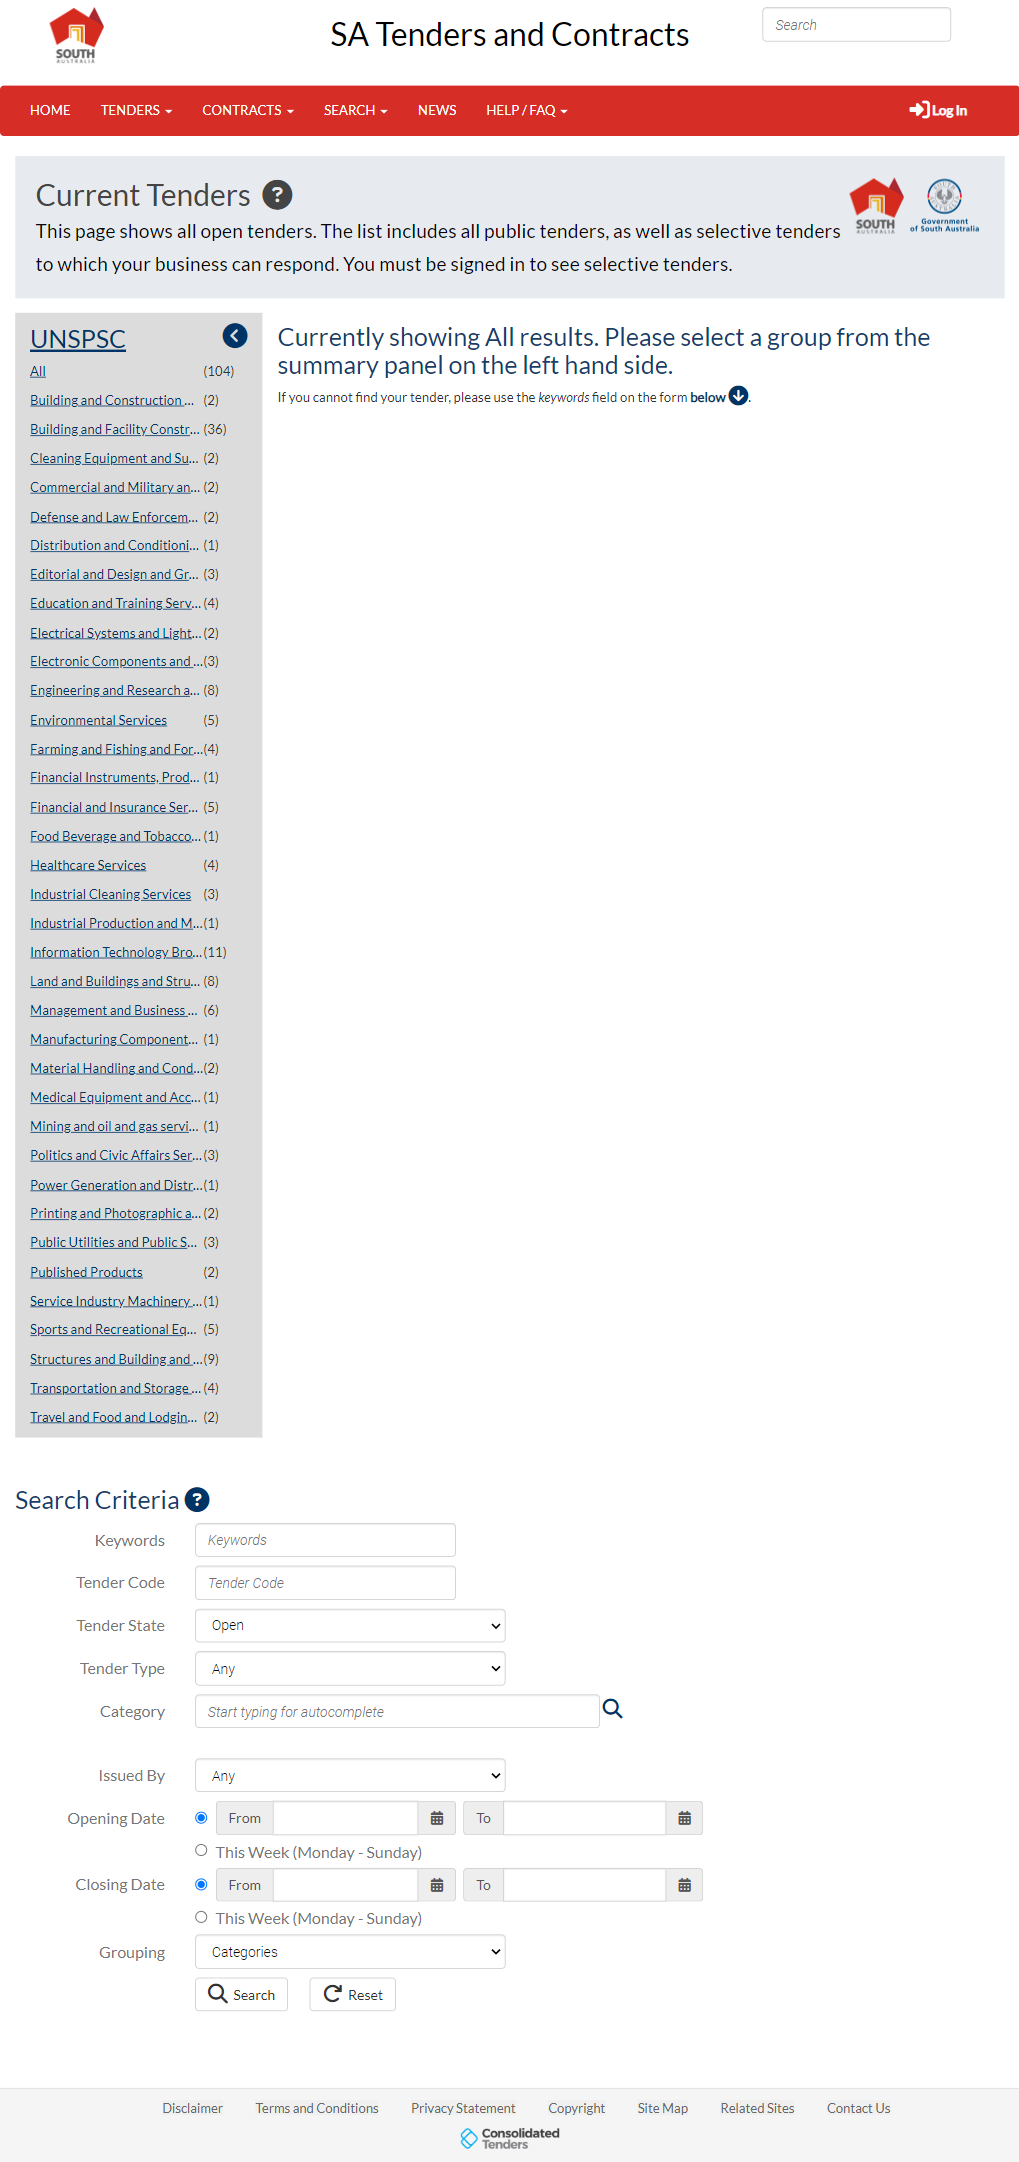 SOUTH
AUSTRALIA
SA Tenders and Contracts
Search
HOME
TENDERS
CONTRACTS
SEARCH
NEWS
HELP / FAQ
Log In
Current Tenders ?
This page shows all open tenders. The list includes all public tenders, as well as selective tenders
to which your business can respond. You must be signed in to see selective tenders.
SOUTH
AUSTRALIA
Government
of South Australia
UNSPSC
All (104)
Building and Construction ... (2)
Building and Facility Constr... (36)
Cleaning Equipment and Su... (2)
Commercial and Military an... (2)
Defense and Law Enforcem... (2)
Distribution and Conditioni... (1)
Editorial and Design and Gr... (3)
Education and Training Serv... (4)
Electrical Systems and Light... (2)
Electronic Components and ... (3)
Engineering and Research a... (8)
Environmental Services (5)
Farming and Fishing and For... (4)
Financial Instruments, Prod... (1)
Financial and Insurance Ser... (5)
Food Beverage and Tobacco... (1)
Healthcare Services (4)
Industrial Cleaning Services (3)
Industrial Production and M... (1)
Information Technology Bro... (11)
Land and Buildings and Stru... (8)
Management and Business ... (6)
Manufacturing Component... (1)
Material Handling and Cond... (2)
Medical Equipment and Acc... (1)
Mining and oil and gas servi... (1)
Politics and Civic Affairs Ser... (3)
Power Generation and Distr... (1)
Printing and Photographic a... (2)
Public Utilities and Public S... (3)
Published Products (2)
Service Industry Machinery ... (1)
Sports and Recreational Eq... (5)
Structures and Building and ... (9)
Transportation and Storage ... (4)
Travel and Food and Lodgin... (2)
Currently showing All results. Please select a group from the
summary panel on the left hand side.
If you cannot find your tender, please use the keywords field on the form below .
Search Criteria ?
Keywords Keywords
Tender Code Tender Code
Tender State Open
Tender Type Any
Category Start typing for autocomplete
Issued By Any
Opening Date From To
This Week (Monday - Sunday)
Closing Date From To
This Week (Monday - Sunday)
Grouping Categories
Search Reset
Disclaimer Terms and Conditions Privacy Statement Copyright Site Map Related Sites Contact Us
Consolidated
Tenders